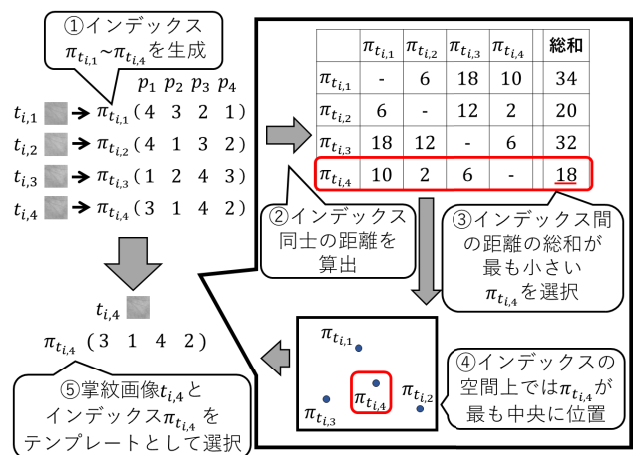 ①インデックス
π_{t_{i,1}}~π_{t_{i,4}}を生成
p_1 p_2 p_3 p_4
t_{i,1} → π_{t_{i,1}} (4 3 2 1)
t_{i,2} → π_{t_{i,2}} (4 1 3 2)
t_{i,3} → π_{t_{i,3}} (1 2 4 3)
t_{i,4} → π_{t_{i,4}} (3 1 4 2)
π_{t_{i,1}} π_{t_{i,2}} π_{t_{i,3}} π_{t_{i,4}} 総和
π_{t_{i,1}} - 6 18 10 34
π_{t_{i,2}} 6 - 12 2 20
π_{t_{i,3}} 18 12 - 6 32
π_{t_{i,4}} 10 2 6 - 18
②インデックス
同士の距離を
算出
③インデックス間
の距離の総和が
最も小さい
π_{t_{i,4}}を選択
π_{t_{i,1}}
π_{t_{i,4}}
π_{t_{i,2}}
π_{t_{i,3}}
④インデックスの
空間上ではπ_{t_{i,4}}が
最も中央に位置
t_{i,4}
π_{t_{i,4}} (3 1 4 2)
⑤掌紋画像t_{i,4}と
インデックスπ_{t_{i,4}}を
テンプレートとして選択